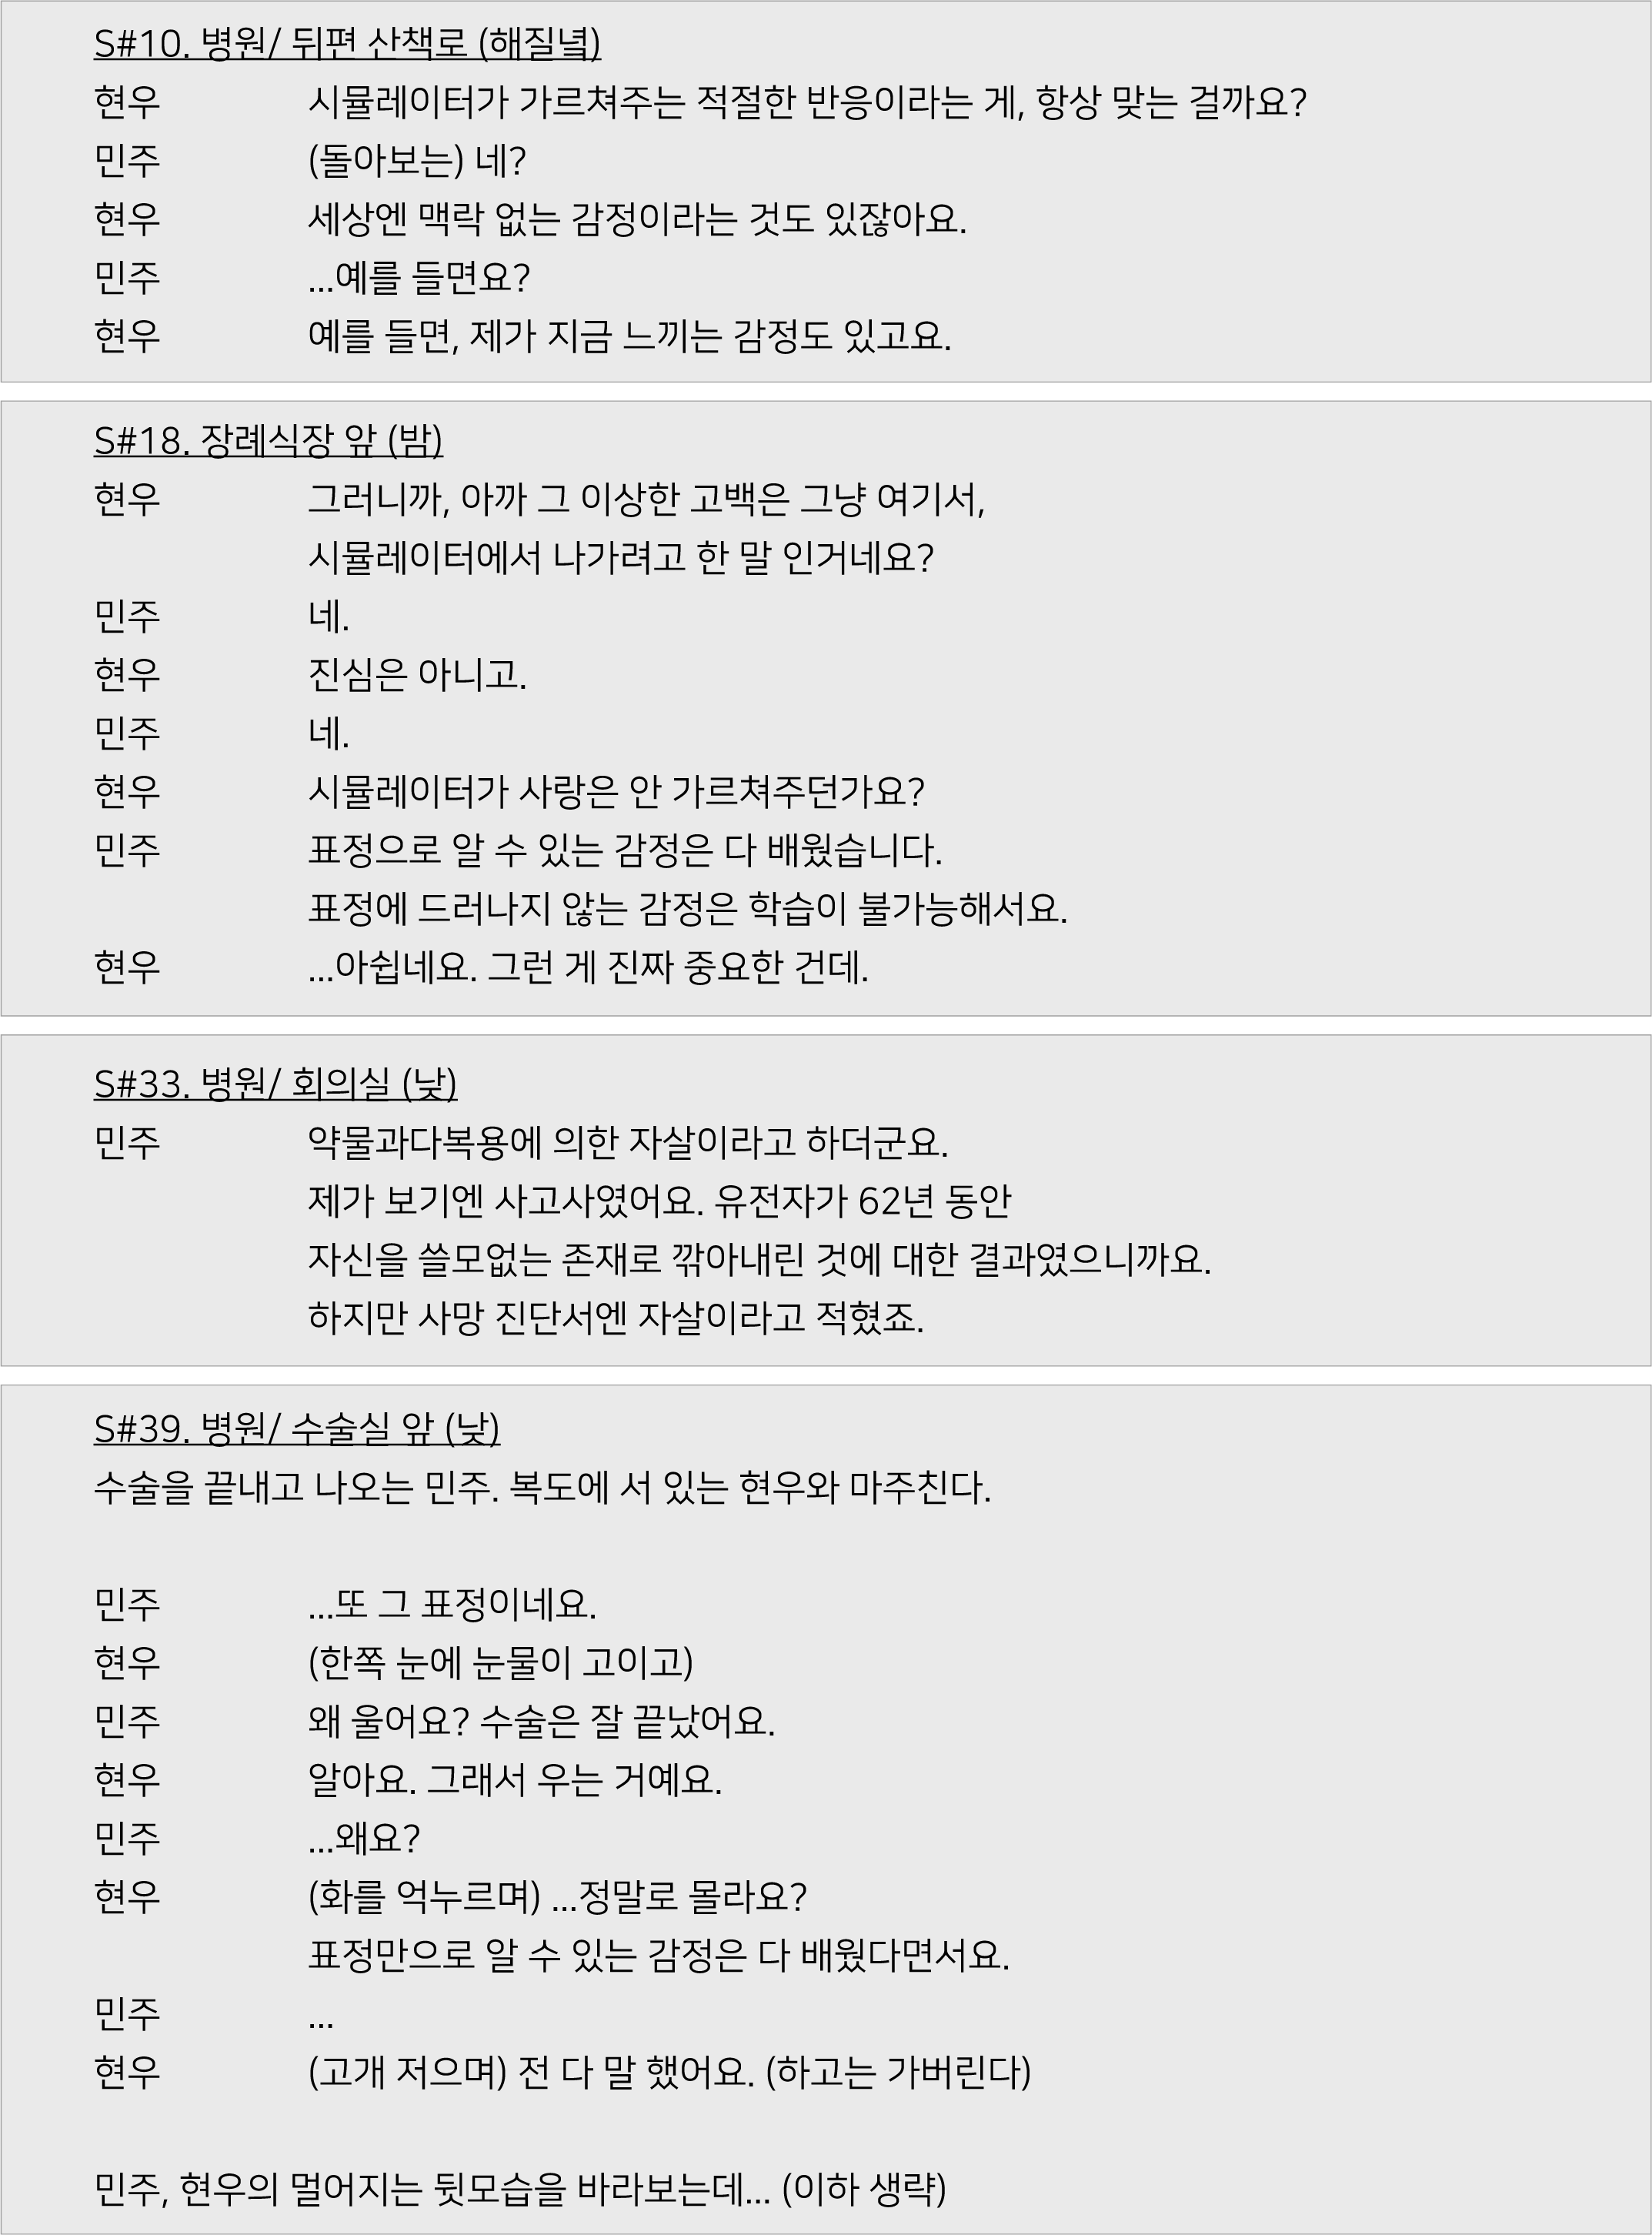 S#10. 병원/ 뒤편 산책로 (해질녘)
현우 시뮬레이터가 가르쳐주는 적절한 반응이라는 게, 항상 맞는 걸까요?
민주 (돌아보는) 네?
현우 세상엔 맥락 없는 감정이라는 것도 있잖아요.
민주 ...예를 들면요?
현우 예를 들면, 제가 지금 느끼는 감정도 있고요.
S#18. 장례식장 앞 (밤)
현우 그러니까, 아까 그 이상한 고백은 그냥 여기서,
시뮬레이터에서 나가려고 한 말 인거네요?
민주 네.
현우 진심은 아니고.
민주 네.
현우 시뮬레이터가 사랑은 안 가르쳐주던가요?
민주 표정으로 알 수 있는 감정은 다 배웠습니다.
표정에 드러나지 않는 감정은 학습이 불가능해서요.
현우 ...아쉽네요. 그런 게 진짜 중요한 건데.
S#33. 병원/ 회의실 (낮)
민주 약물과다복용에 의한 자살이라고 하더군요.
제가 보기엔 사고사였어요. 유전자가 62년 동안
자신을 쓸모없는 존재로 깎아내린 것에 대한 결과였으니까요.
하지만 사망 진단서엔 자살이라고 적혔죠.
S#39. 병원/ 수술실 앞 (낮)
수술을 끝내고 나오는 민주. 복도에 서 있는 현우와 마주친다.
민주 ...또 그 표정이네요.
현우 (한쪽 눈에 눈물이 고이고)
민주 왜 울어요? 수술은 잘 끝났어요.
현우 알아요. 그래서 우는 거예요.
민주 ...왜요?
현우 (화를 억누르며) ...정말로 몰라요?
표정만으로 알 수 있는 감정은 다 배웠다면서요.
민주 ...
현우 (고개 저으며) 전 다 말 했어요. (하고는 가버린다)
민주, 현우의 멀어지는 뒷모습을 바라보는데... (이하 생략)